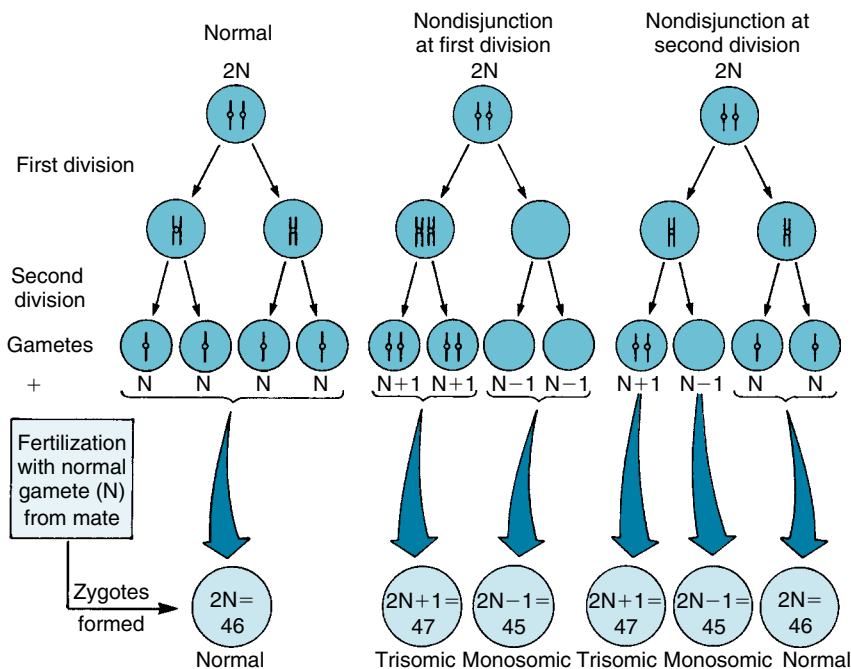 Normal
Nondisjunction
at first division
Nondisjunction at
second division
2N
2N
2N
First division
Second
division
Gametes
+
N
N
N
N
N+1
N+1
N−1
N−1
N+1
N−1
N
N
Fertilization
with normal
gamete (N)
from mate
Zygotes
formed
2N=
46
2N+1=
47
2N−1=
45
2N+1=
47
2N−1=
45
2N=
46
Normal
Trisomic
Monosomic
Trisomic
Monosomic
Normal